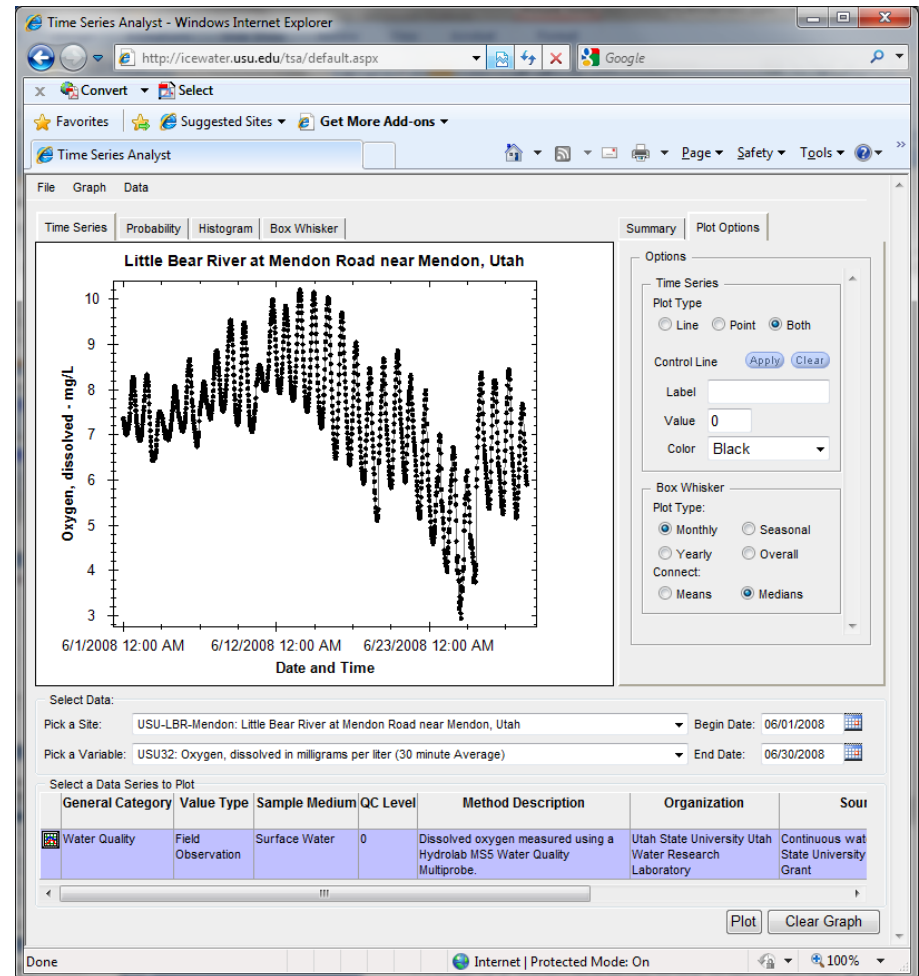 Time Series Analyst - Windows Internet Explorer
http://icewater.usu.edu/tsa/default.aspx
Google
x Convert Select
Favorites Suggested Sites Get More Add-ons
Time Series Analyst
Page Safety Tools »
File Graph Data
Time Series Probability Histogram Box Whisker
Summary Plot Options
Little Bear River at Mendon Road near Mendon, Utah
Oxygen, dissolved - mg/L
10
9
8
7
6
5
4
3
6/1/2008 12:00 AM 6/12/2008 12:00 AM 6/23/2008 12:00 AM
Date and Time
Options
Time Series
Plot Type
Line Point Both
Control Line Apply Clear
Label
Value 0
Color Black
Box Whisker
Plot Type:
Monthly Seasonal
Yearly Overall
Connect:
Means Medians
Select Data:
Pick a Site: USU-LBR-Mendon: Little Bear River at Mendon Road near Mendon, Utah Begin Date: 06/01/2008
Pick a Variable: USU32: Oxygen, dissolved in milligrams per liter (30 minute Average) End Date: 06/30/2008
Select a Data Series to Plot
General Category Value Type Sample Medium QC Level Method Description Organization Sour
Water Quality Field Surface Water 0 Dissolved oxygen measured using a Utah State University Utah Continuous wat
Observation Hydrolab MS5 Water Quality Water Research State University
Multiprobe. Laboratory Grant
Plot Clear Graph
Done Internet | Protected Mode: On 100%